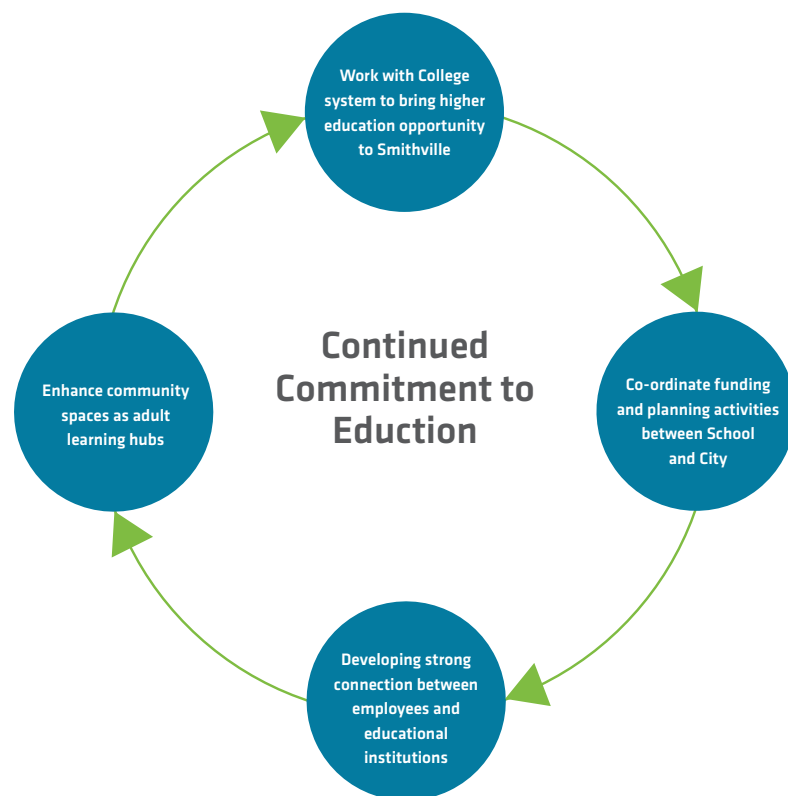 Work with College
system to bring higher
education opportunity
to Smithville
Continued
Commitment to
Eduction
Enhance community
spaces as adult
learning hubs
Co-ordinate funding
and planning activities
between School
and City
Developing strong
connection between
employees and
educational
institutions